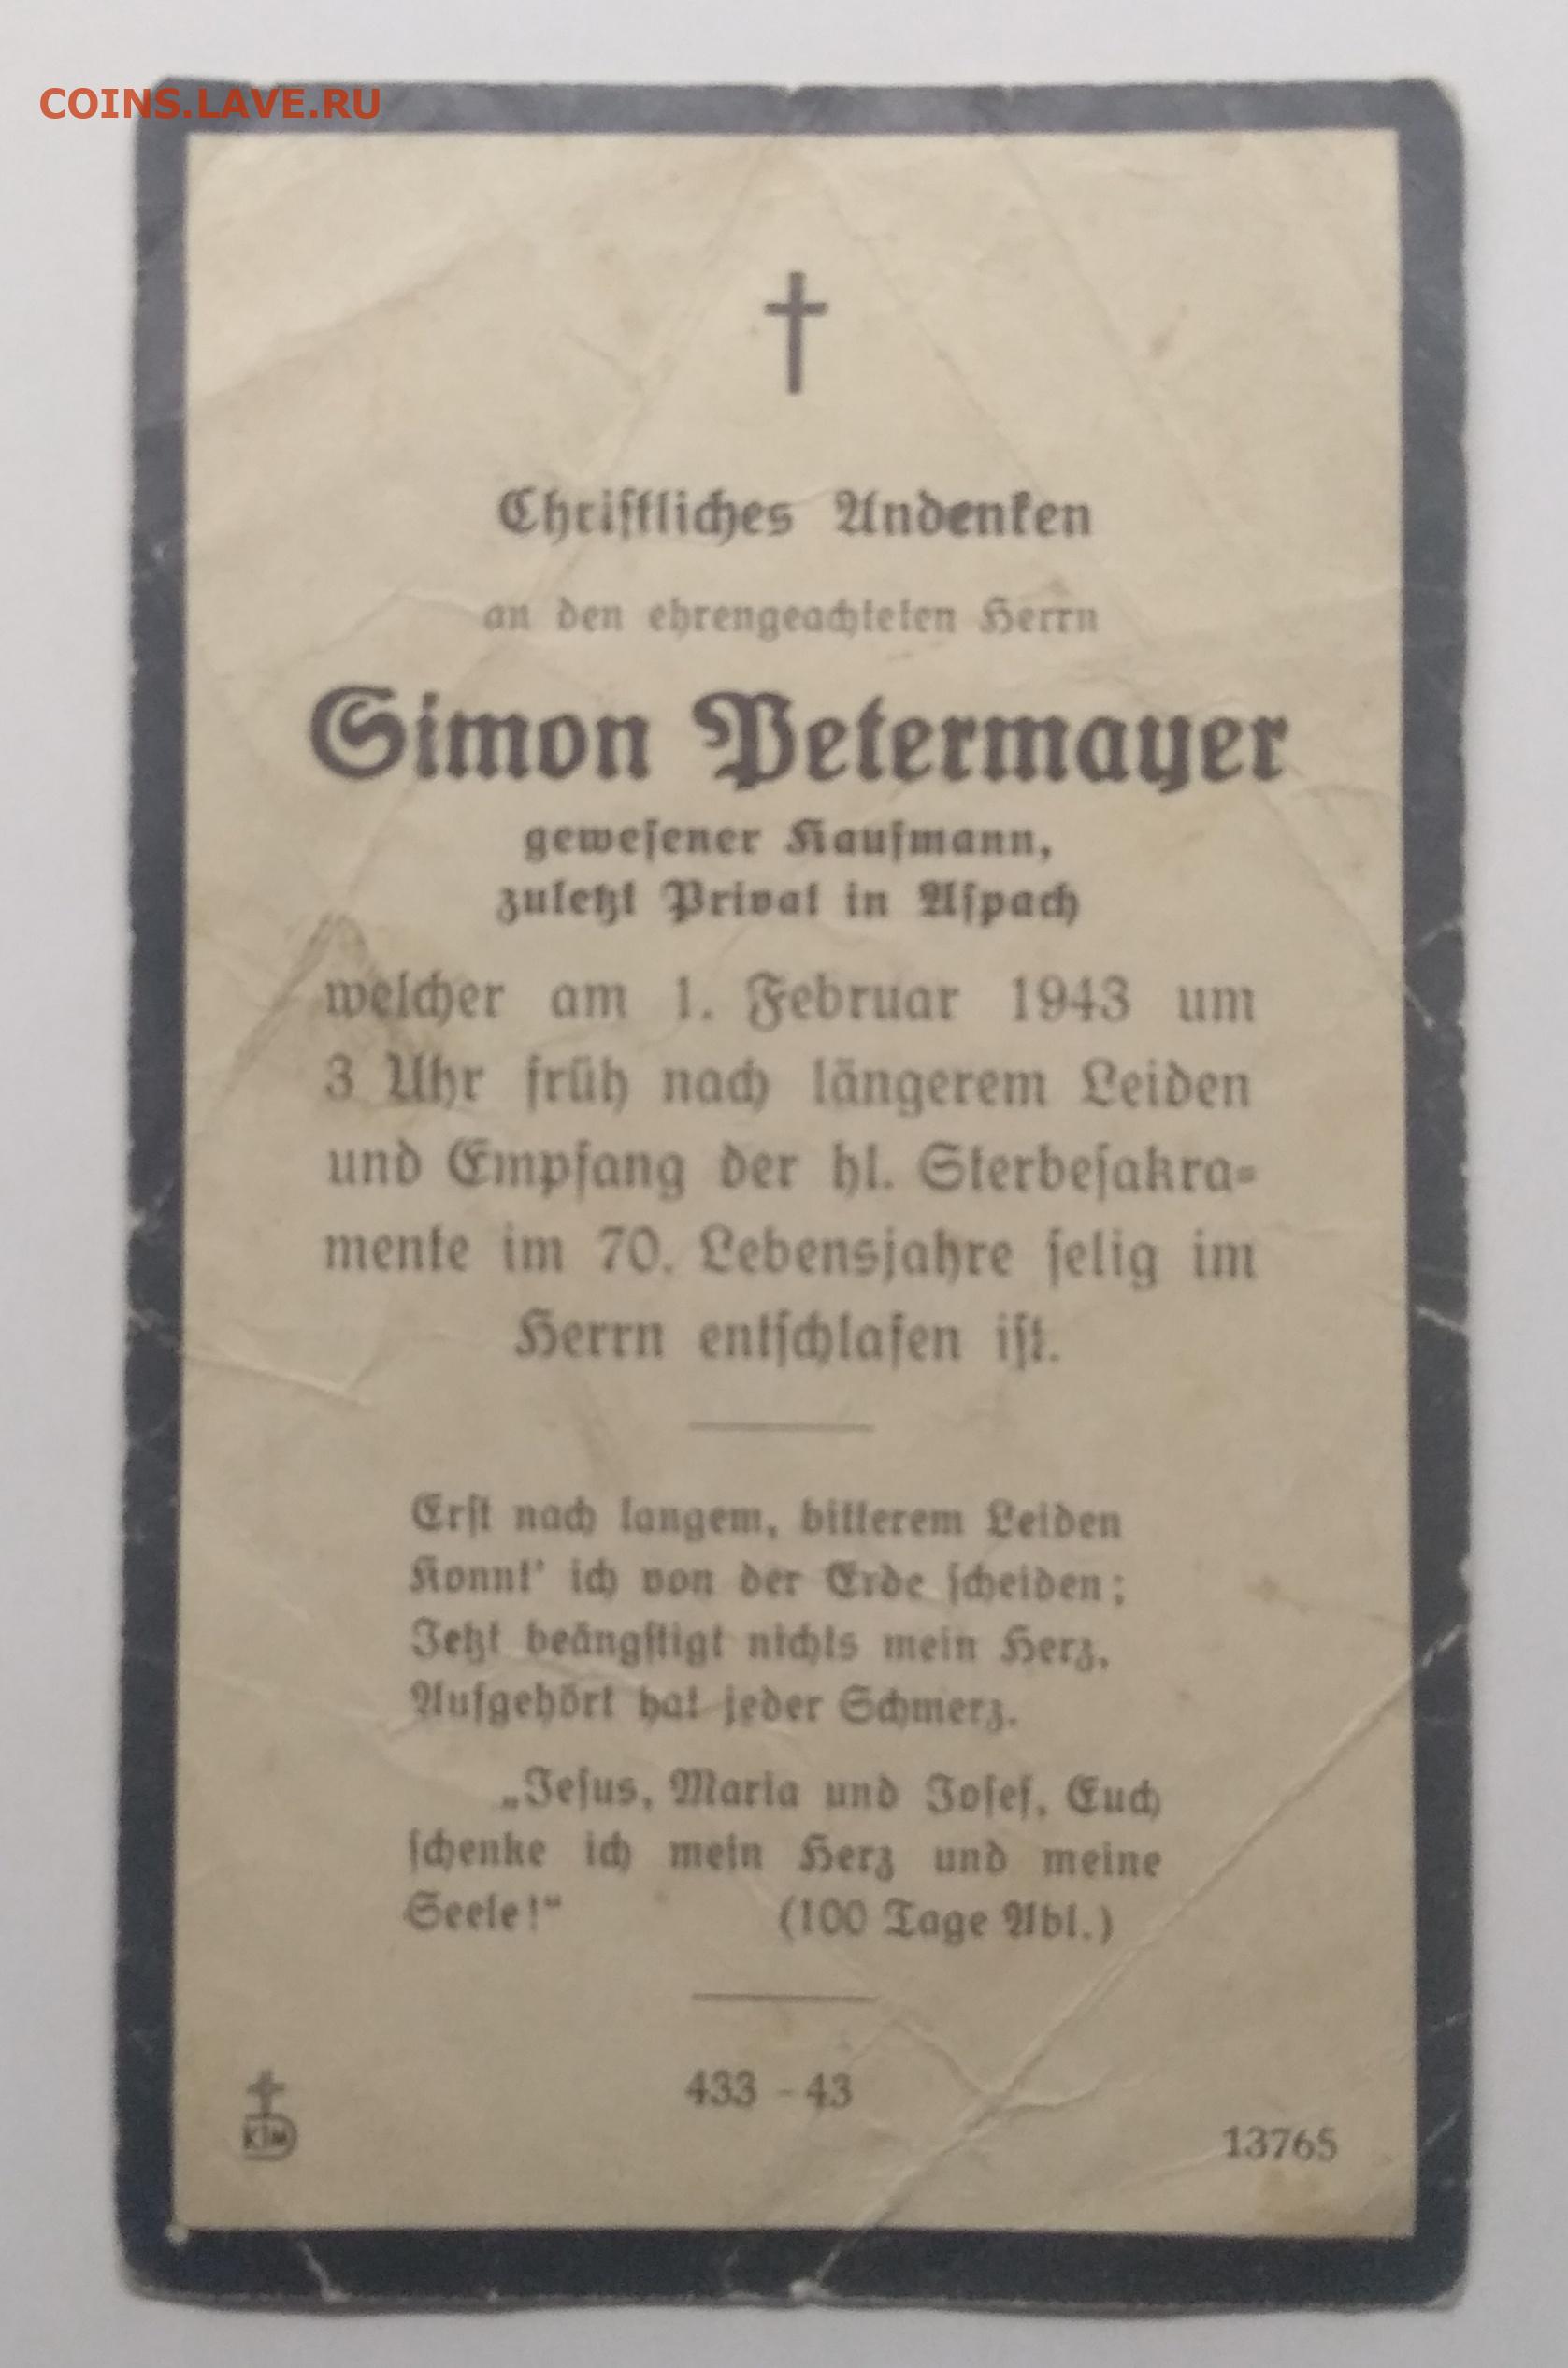 COINS.LAVE.RU
Christliches Andenken
an den ehrengeachteten Herrn
Simon Petermayer
gewesener Kaufmann,
zuletzt Privat in Aspach
welcher am 1. Februar 1943 um
3 Uhr früh nach längerem Leiden
und Empfang der hl. Sterbesakra-
mente im 70. Lebensjahre selig im
Herrn entschlafen ist.
Erst nach langem, bitterem Leiden
Konnt' ich von der Erde scheiden;
Jetzt beängstigt nichts mein Herz,
Aufgehört hat jeder Schmerz.
„Jesus, Maria und Josef, Euch
schenke ich mein Herz und meine
Seele!“ (100 Tage Abl.)
433 - 43
KTM
13765